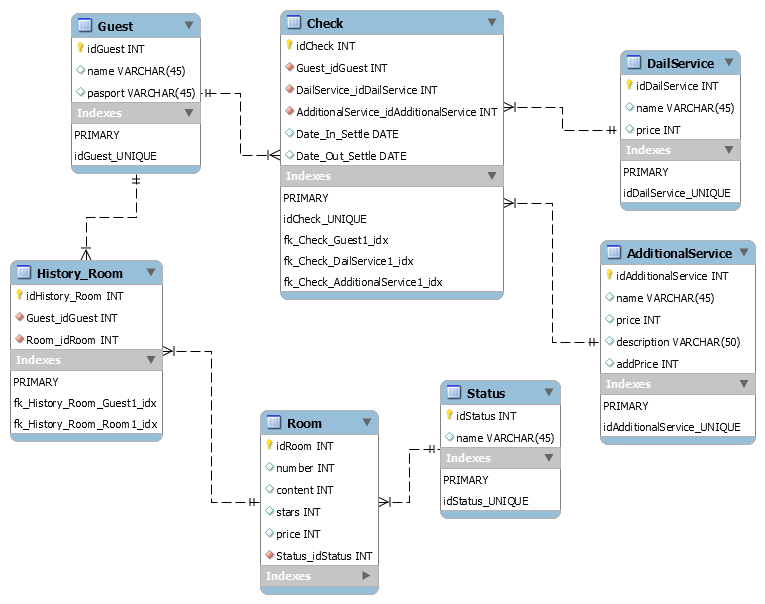 Guest
idGuest INT
name VARCHAR(45)
pasport VARCHAR(45)
Indexes
PRIMARY
idGuest_UNIQUE
Check
idCheck INT
Guest_idGuest INT
DailService_idDailService INT
AdditionalService_idAdditionalService INT
Date_In_Settle DATE
Date_Out_Settle DATE
Indexes
PRIMARY
idCheck_UNIQUE
fk_Check_Guest1_idx
fk_Check_DailService1_idx
fk_Check_AdditionalService1_idx
DailService
idDailService INT
name VARCHAR(45)
price INT
Indexes
PRIMARY
idDailService_UNIQUE
AdditionalService
idAdditionalService INT
name VARCHAR(45)
price INT
description VARCHAR(50)
addPrice INT
Indexes
PRIMARY
idAdditionalService_UNIQUE
History_Room
idHistory_Room INT
Guest_idGuest INT
Room_idRoom INT
Indexes
PRIMARY
fk_History_Room_Guest1_idx
fk_History_Room_Room1_idx
Room
idRoom INT
number INT
content INT
stars INT
price INT
Status_idStatus INT
Indexes
Status
idStatus INT
name VARCHAR(45)
Indexes
PRIMARY
idStatus_UNIQUE